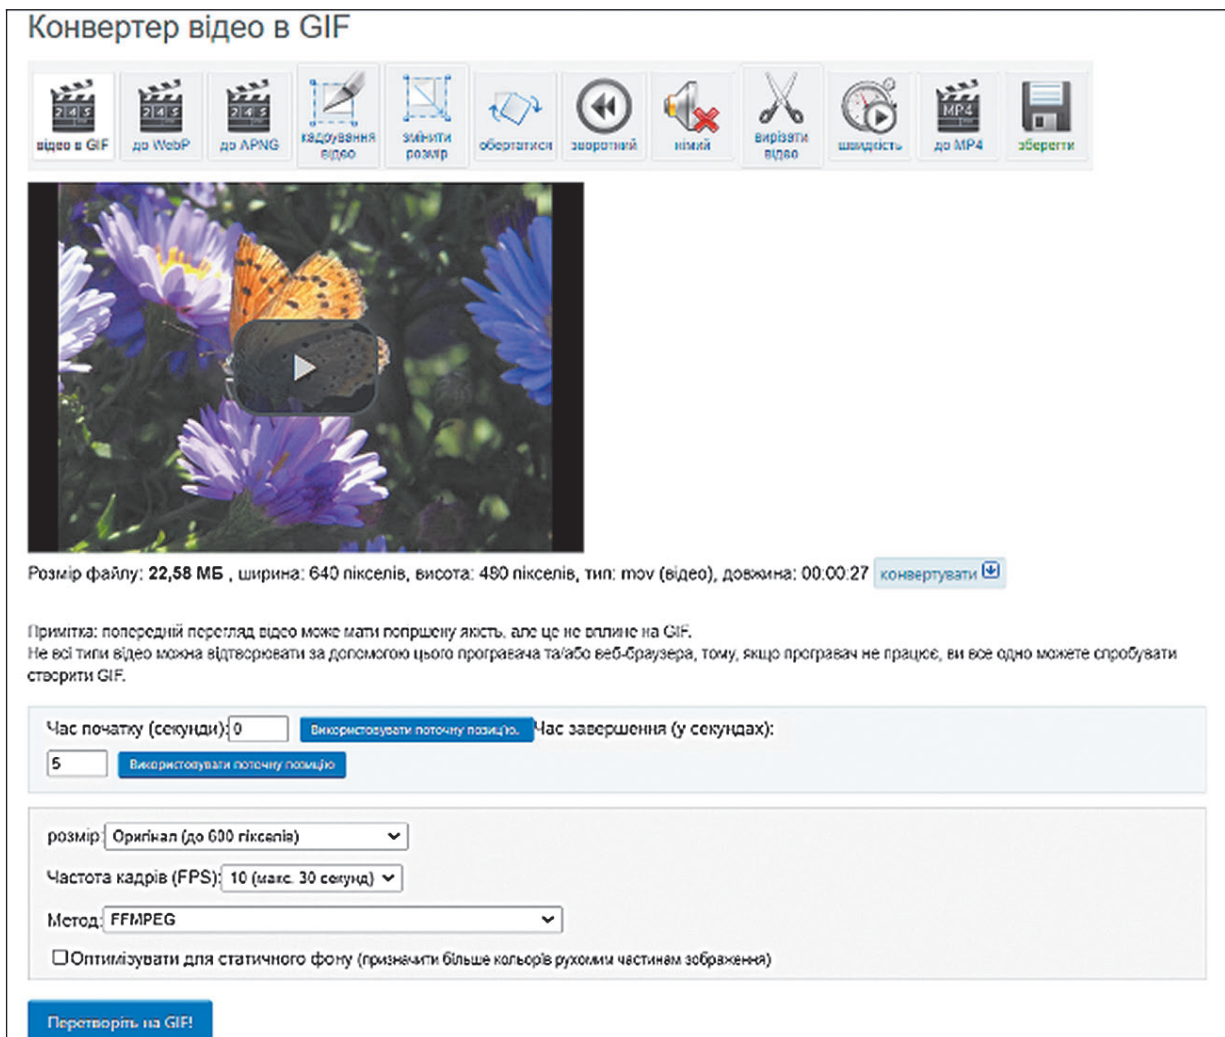 Конвертер відео в GIF
відео в GIF
до WebP
до APNG
кадрування відео
змінити розмір
обертатися
зворотний
німий
вирізати відео
швидкість
до MP4
зберегти
Розмір файлу: 22,58 МБ , ширина: 640 пікселів, висота: 480 пікселів, тип: mov (відео), довжина: 00:00:27 конвертувати
Примітка: попередній перегляд відео може мати погіршену якість, але це не вплине на GIF.
Не всі типи відео можна відтворювати за допомогою цього програвача та/або веб-браузера, тому, якщо програвач не працює, ви все одно можете спробувати
створити GIF.
Час початку (секунди): 0 Використовувати поточну позицію. Час завершення (у секундах):
5 Використовувати поточну позицію
розмір: Оригінал (до 600 пікселів)
Частота кадрів (FPS): 10 (макс. 30 секунд)
Метод: FFMPEG
Оптимізувати для статичного фону (призначити більше кольорів рухомим частинам зображення)
Перетворіть на GIF!